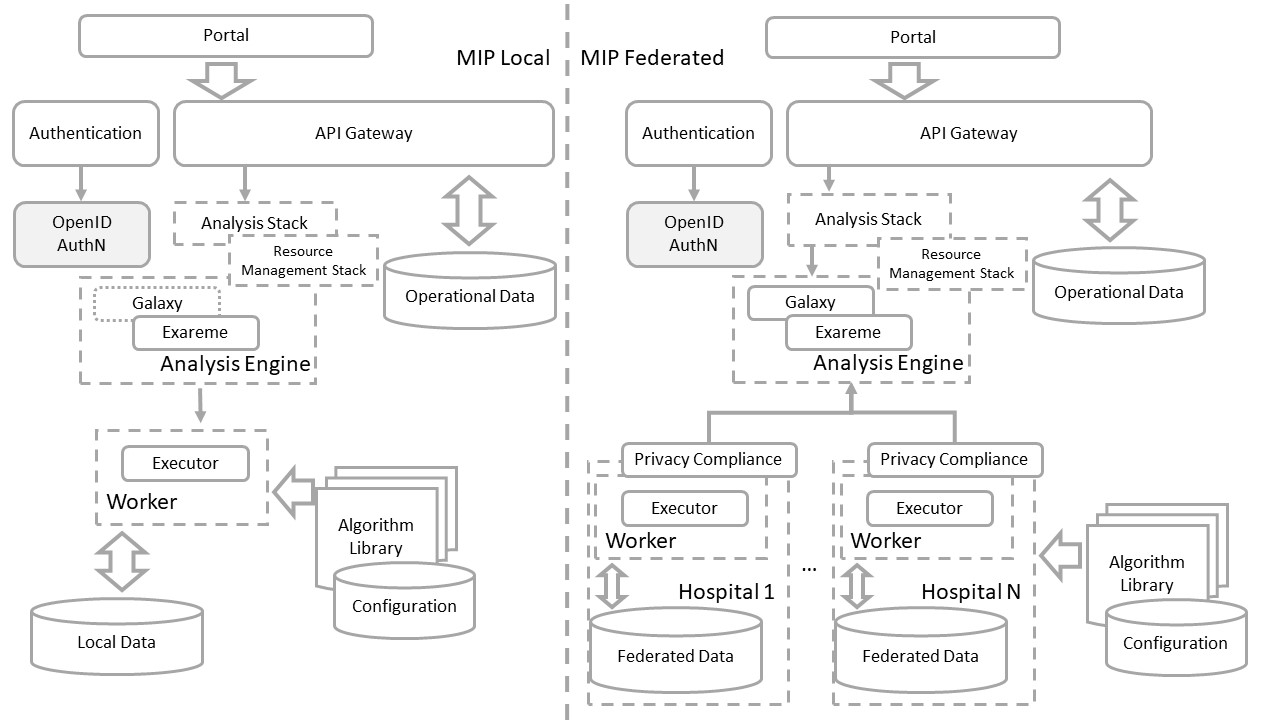 MIP Local
Portal
Authentication
API Gateway
OpenID
AuthN
Analysis Stack
Resource
Management Stack
Operational Data
Galaxy
Exareme
Analysis Engine
Executor
Worker
Algorithm
Library
Configuration
Local Data
MIP Federated
Portal
Authentication
API Gateway
OpenID
AuthN
Analysis Stack
Resource
Management Stack
Operational Data
Galaxy
Exareme
Analysis Engine
Privacy Compliance
Executor
Worker
Hospital 1
Federated Data
...
Privacy Compliance
Executor
Worker
Hospital N
Federated Data
Algorithm
Library
Configuration